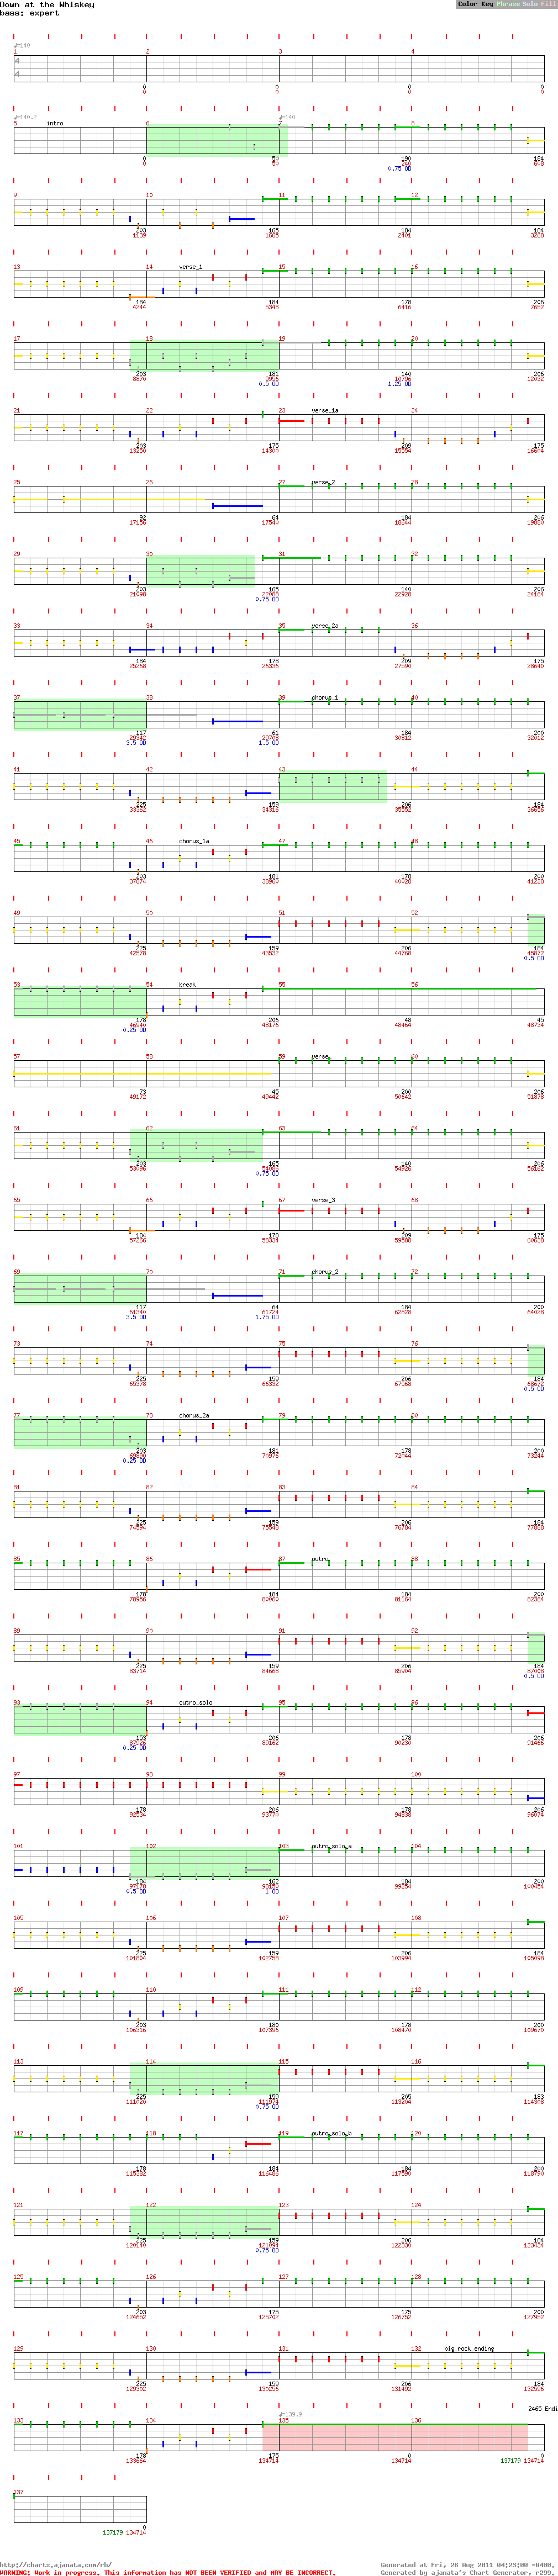 Down at the Whiskey
bass: expert
Color Key Phrase Solo Fill
♩=140
1 2 3 4
0 0 0 0
0 0 0 0
♩=140.2 ♩=140
5 intro 6 7 8
0 50 190 184
0 50 240 608
0.75 OD
9 10 11 12
203 165 184 184
1139 1665 2401 3268
13 14 verse_1 15 16
184 184 178 206
4244 5348 6416 7652
17 18 19 20
203 181 140 206
8870 9956 10796 12032
0.5 OD 1.25 OD
21 22 23 verse_1a 24
203 175 209 175
13250 14300 15554 16604
25 26 27 verse_2 28
92 64 184 206
17156 17540 18644 19880
29 30 31 32
203 165 140 206
21098 22088 22928 24164
0.75 OD
33 34 35 verse_2a 36
184 178 209 175
25268 26336 27590 28640
37 38 39 chorus_1 40
117 61 184 200
29342 29708 30812 32012
3.5 OD 1.5 OD
41 42 43 44
225 159 206 184
33362 34316 35552 36656
45 46 chorus_1a 47 48
203 181 178 200
37874 38960 40028 41228
49 50 51 52
225 159 206 184
42578 43532 44768 45872
0.5 OD
53 54 break 55 56
178 206 48 45
46940 48176 48464 48734
0.25 OD
57 58 59 verse 60
73 45 200 206
49172 49442 50642 51878
61 62 63 64
203 165 140 206
53096 54086 54926 56162
0.75 OD
65 66 67 verse_3 68
184 178 209 175
57266 58334 59588 60638
69 70 71 chorus_2 72
117 64 184 200
61340 61724 62828 64028
3.5 OD 1.75 OD
73 74 75 76
225 159 206 184
65378 66332 67568 68672
0.5 OD
77 78 chorus_2a 79 80
203 181 178 200
69890 70976 72044 73244
0.25 OD
81 82 83 84
225 159 206 184
74594 75548 76784 77888
85 86 87 outro 88
178 184 184 200
78956 80060 81164 82364
89 90 91 92
225 159 206 184
83714 84668 85904 87008
0.5 OD
93 94 outro_solo 95 96
153 206 178 206
87926 89162 90230 91466
0.25 OD
97 98 99 100
178 206 178 206
92534 93770 94838 96074
101 102 103 outro_solo_a 104
184 162 184 200
97178 98150 99254 100454
0.5 OD 1 OD
105 106 107 108
225 159 206 184
101804 102758 103994 105098
109 110 111 112
203 180 178 200
106316 107396 108470 109670
113 114 115 116
225 159 205 183
111020 111974 113204 114308
0.75 OD
117 118 119 outro_solo_b 120
178 184 184 200
115382 116486 117590 118790
121 122 123 124
225 159 206 184
120140 121094 122330 123434
0.75 OD
125 126 127 128
203 175 175 200
124652 125702 126752 127952
129 130 131 132 big_rock_ending
225 159 206 184
129302 130256 131492 132596
2465 Endi
♩=139.9
133 134 135 136
178 175 0 0
133664 134714 134714 137179 134714
137
0
137179 134714
http://charts.ajanata.com/rb/
Generated at Fri, 26 Aug 2011 04:23:00 -0400
WARNING: Work in progress. This information has NOT BEEN VERIFIED and MAY BE INCORRECT.
Generated by ajanata's Chart Generator, r299,